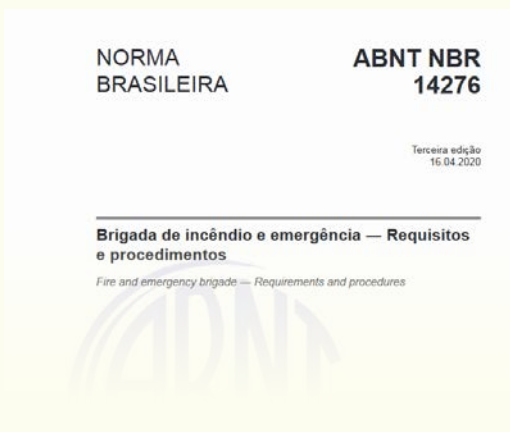 NORMA
BRASILEIRA
ABNT NBR
14276
Terceira edição
16.04.2020
Brigada de incêndio e emergência — Requisitos
e procedimentos
Fire and emergency brigade — Requirements and procedures
ABNT